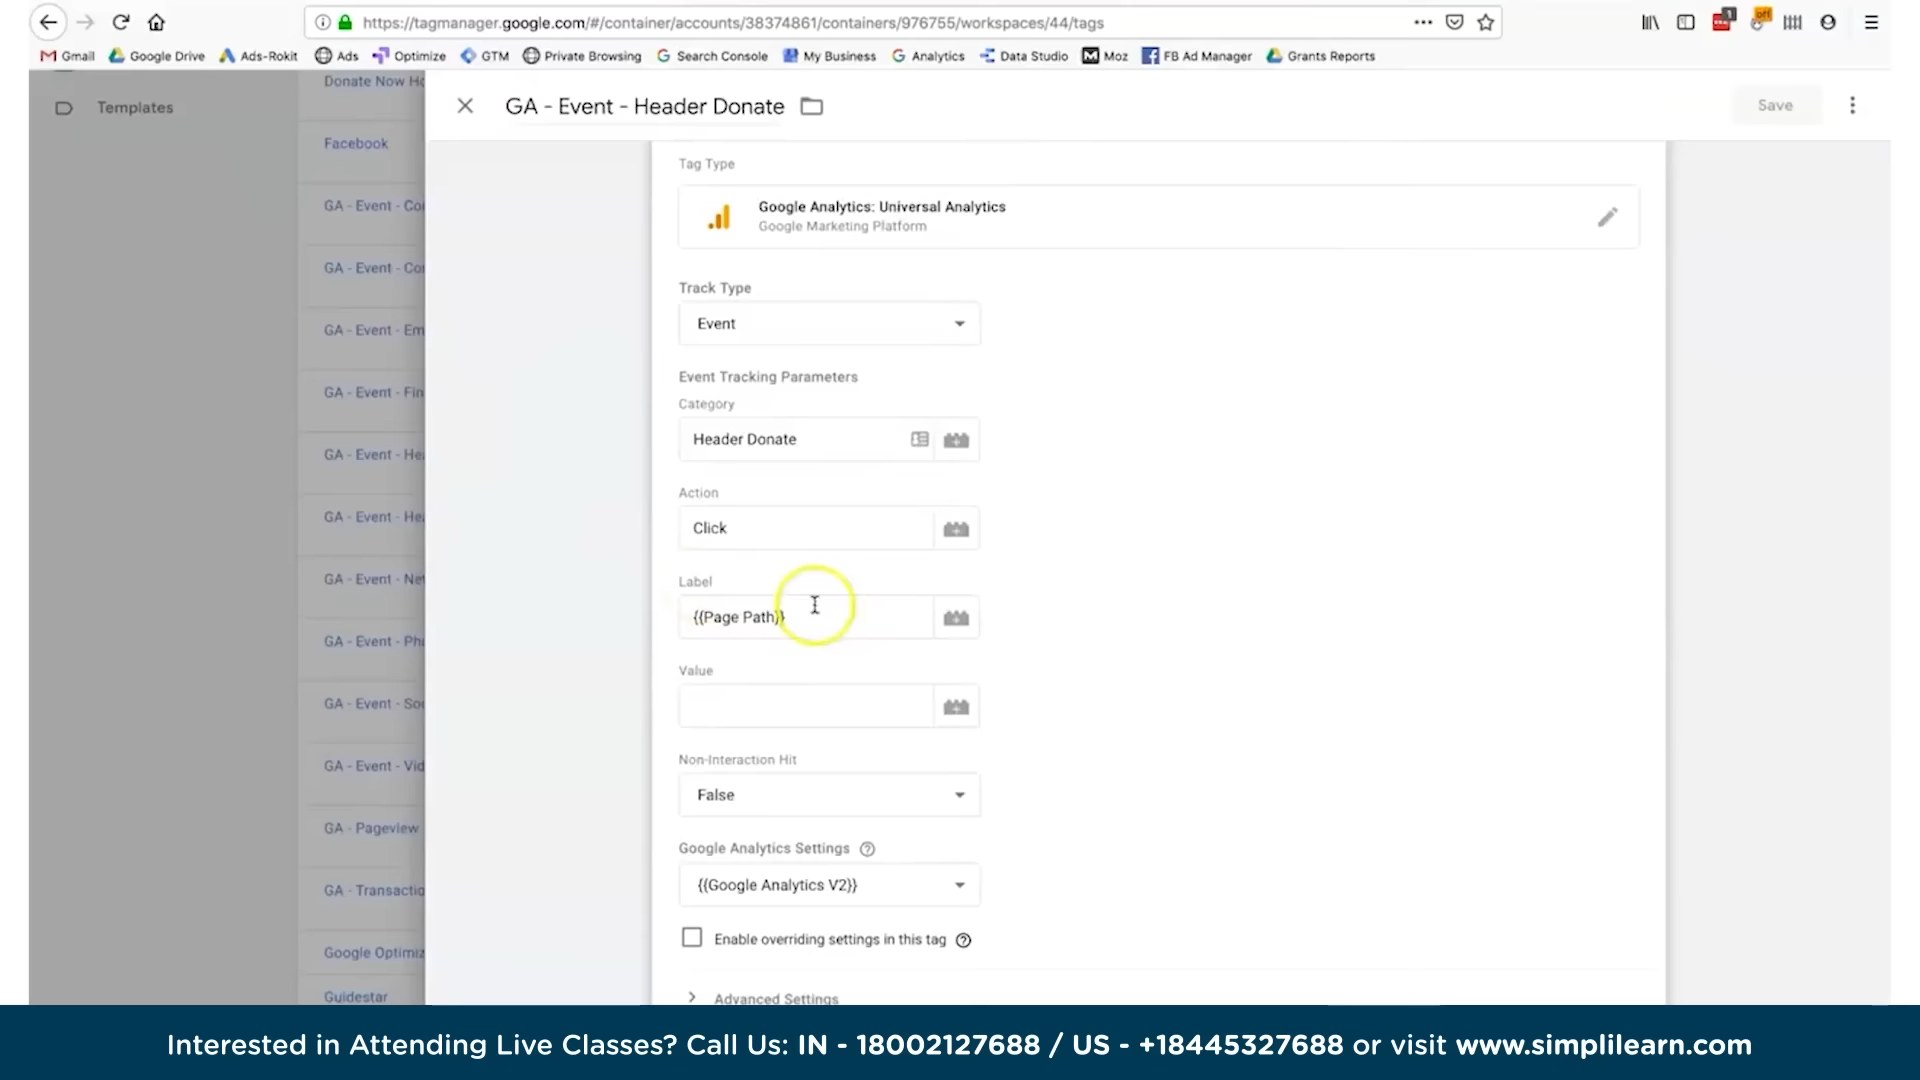 https://tagmanager.google.com/#/container/accounts/38374861/containers/976755/workspaces/44/tags
1
off
Gmail Google Drive Ads-Rokit Ads Optimize GTM Private Browsing Search Console My Business Analytics Data Studio Moz FB Ad Manager Grants Reports
Templates
Donate Now
Facebook
GA - Event - Co
GA - Event - Co
GA - Event - Em
GA - Event - Fin
GA - Event - He
GA - Event - He
GA - Event - Ne
GA - Event - Ph
GA - Event - So
GA - Event - Vid
GA - Pageview
GA - Transactio
Google Optimiz
Guidestar
GA - Event - Header Donate
Save
Tag Type
Google Analytics: Universal Analytics
Google Marketing Platform
Track Type
Event
Event Tracking Parameters
Category
Header Donate
Action
Click
Label
{{Page Path}}
Value
Non-Interaction Hit
False
Google Analytics Settings
{{Google Analytics V2}}
Enable overriding settings in this tag
Advanced Settings
Interested in Attending Live Classes? Call Us: IN - 18002127688 / US - +18445327688 or visit www.simplilearn.com